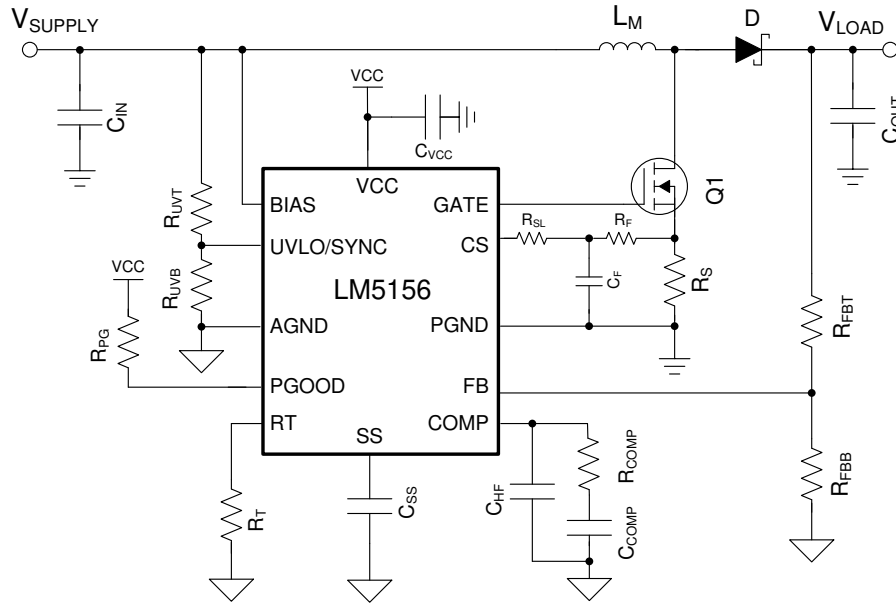 VSUPPLY
LM
D
VLOAD
CIN
VCC
CVCC
COUT
Q1
RUVT
BIAS
VCC
GATE
RSL
RF
UVLO/SYNC
CS
VCC
RUVB
LM5156
CF
RS
RPG
AGND
PGND
RFBT
PGOOD
FB
RT
SS
COMP
RT
CSS
CHF
RCOMP
CCOMP
RFBB